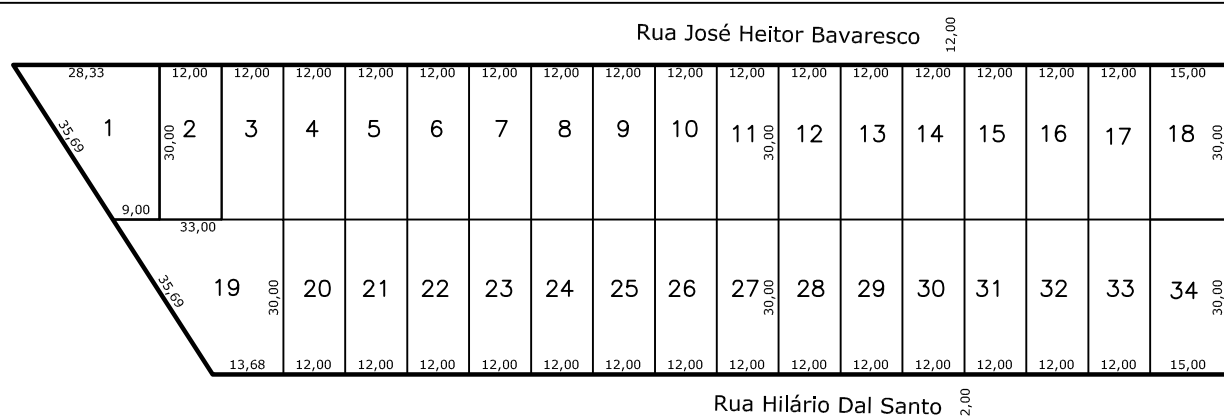 Rua José Heitor Bavaresco 12,00
28,33 12,00 12,00 12,00 12,00 12,00 12,00 12,00 12,00 12,00 12,00 12,00 12,00 12,00 12,00 12,00 12,00 15,00
35,69 1 30,00 2 3 4 5 6 7 8 9 10 11 30,00 12 13 14 15 16 17 18 30,00
9,00
33,00
35,69 19 30,00 20 21 22 23 24 25 26 27 30,00 28 29 30 31 32 33 34 30,00
13,68 12,00 12,00 12,00 12,00 12,00 12,00 12,00 12,00 12,00 12,00 12,00 12,00 12,00 12,00 15,00
Rua Hilário Dal Santo 2,00